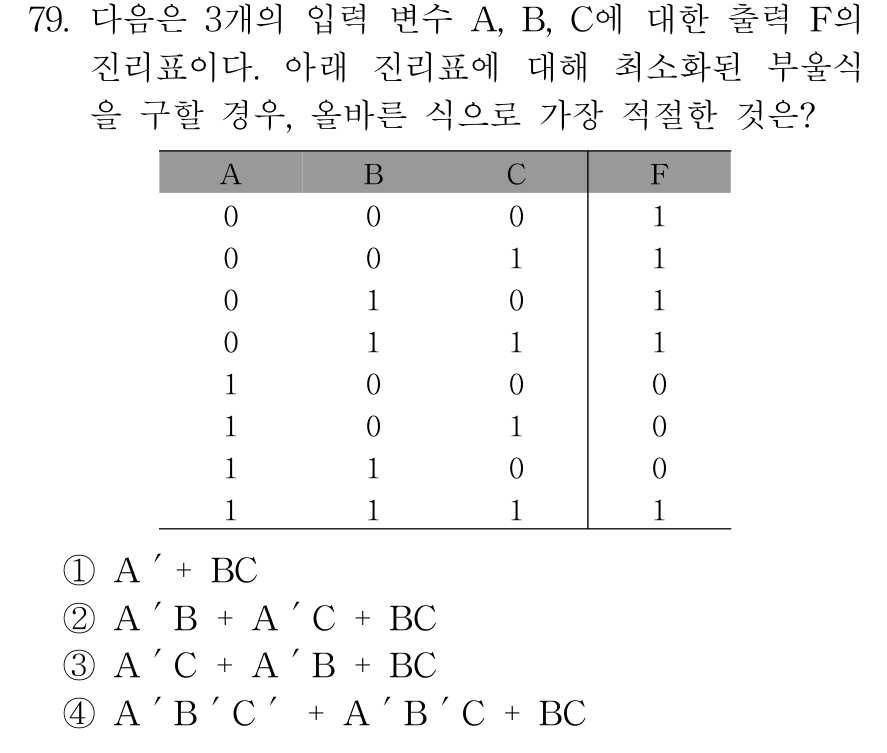 79. 다음은 3개의 입력 변수 A, B, C에 대한 출력 F의
진리표이다. 아래 진리표에 대해 최소화된 부울식
을 구할 경우, 올바른 식으로 가장 적절한 것은?
A B C F
0 0 0 1
0 0 1 1
0 1 0 1
0 1 1 1
1 0 0 0
1 0 1 0
1 1 0 0
1 1 1 1
① A′+ BC
② A′B + A′C + BC
③ A′C + A′B + BC
④ A′B′C′ + A′B′C + BC